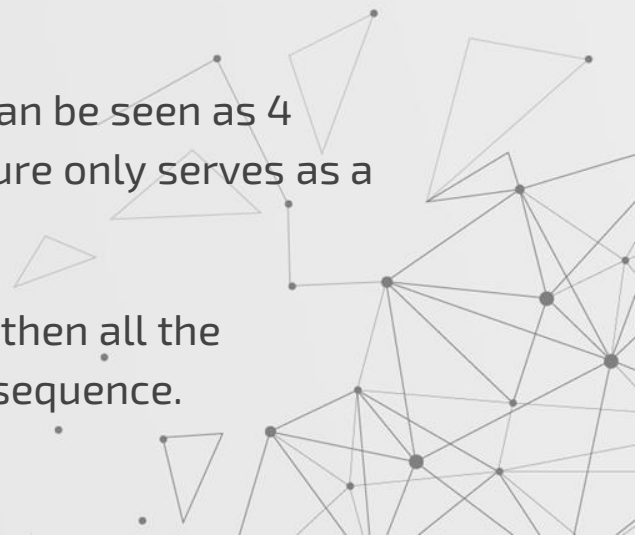 an be seen as 4
ure only serves as a
then all the
sequence.